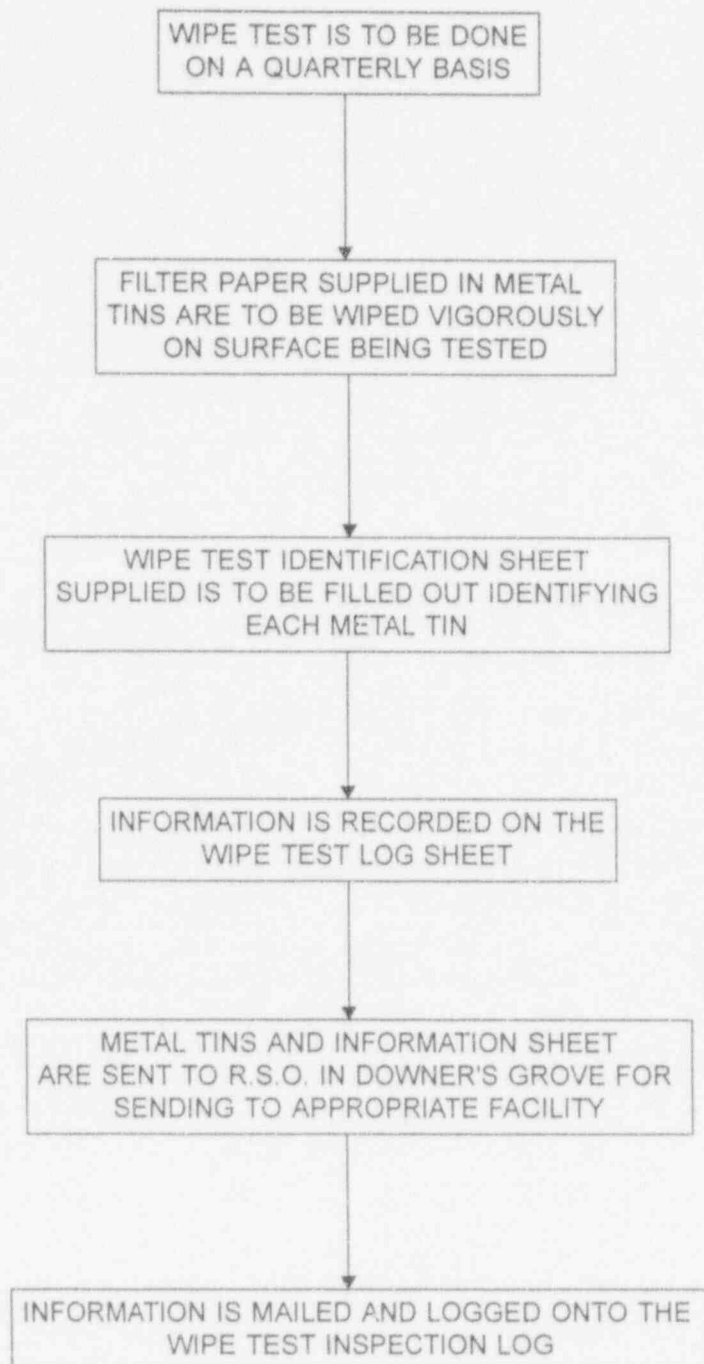 WIPE TEST IS TO BE DONE
ON A QUARTERLY BASIS
FILTER PAPER SUPPLIED IN METAL
TINS ARE TO BE WIPED VIGOROUSLY
ON SURFACE BEING TESTED
WIPE TEST IDENTIFICATION SHEET
SUPPLIED IS TO BE FILLED OUT IDENTIFYING
EACH METAL TIN
INFORMATION IS RECORDED ON THE
WIPE TEST LOG SHEET
METAL TINS AND INFORMATION SHEET
ARE SENT TO R.S.O. IN DOWNER'S GROVE FOR
SENDING TO APPROPRIATE FACILITY
INFORMATION IS MAILED AND LOGGED ONTO THE
WIPE TEST INSPECTION LOG